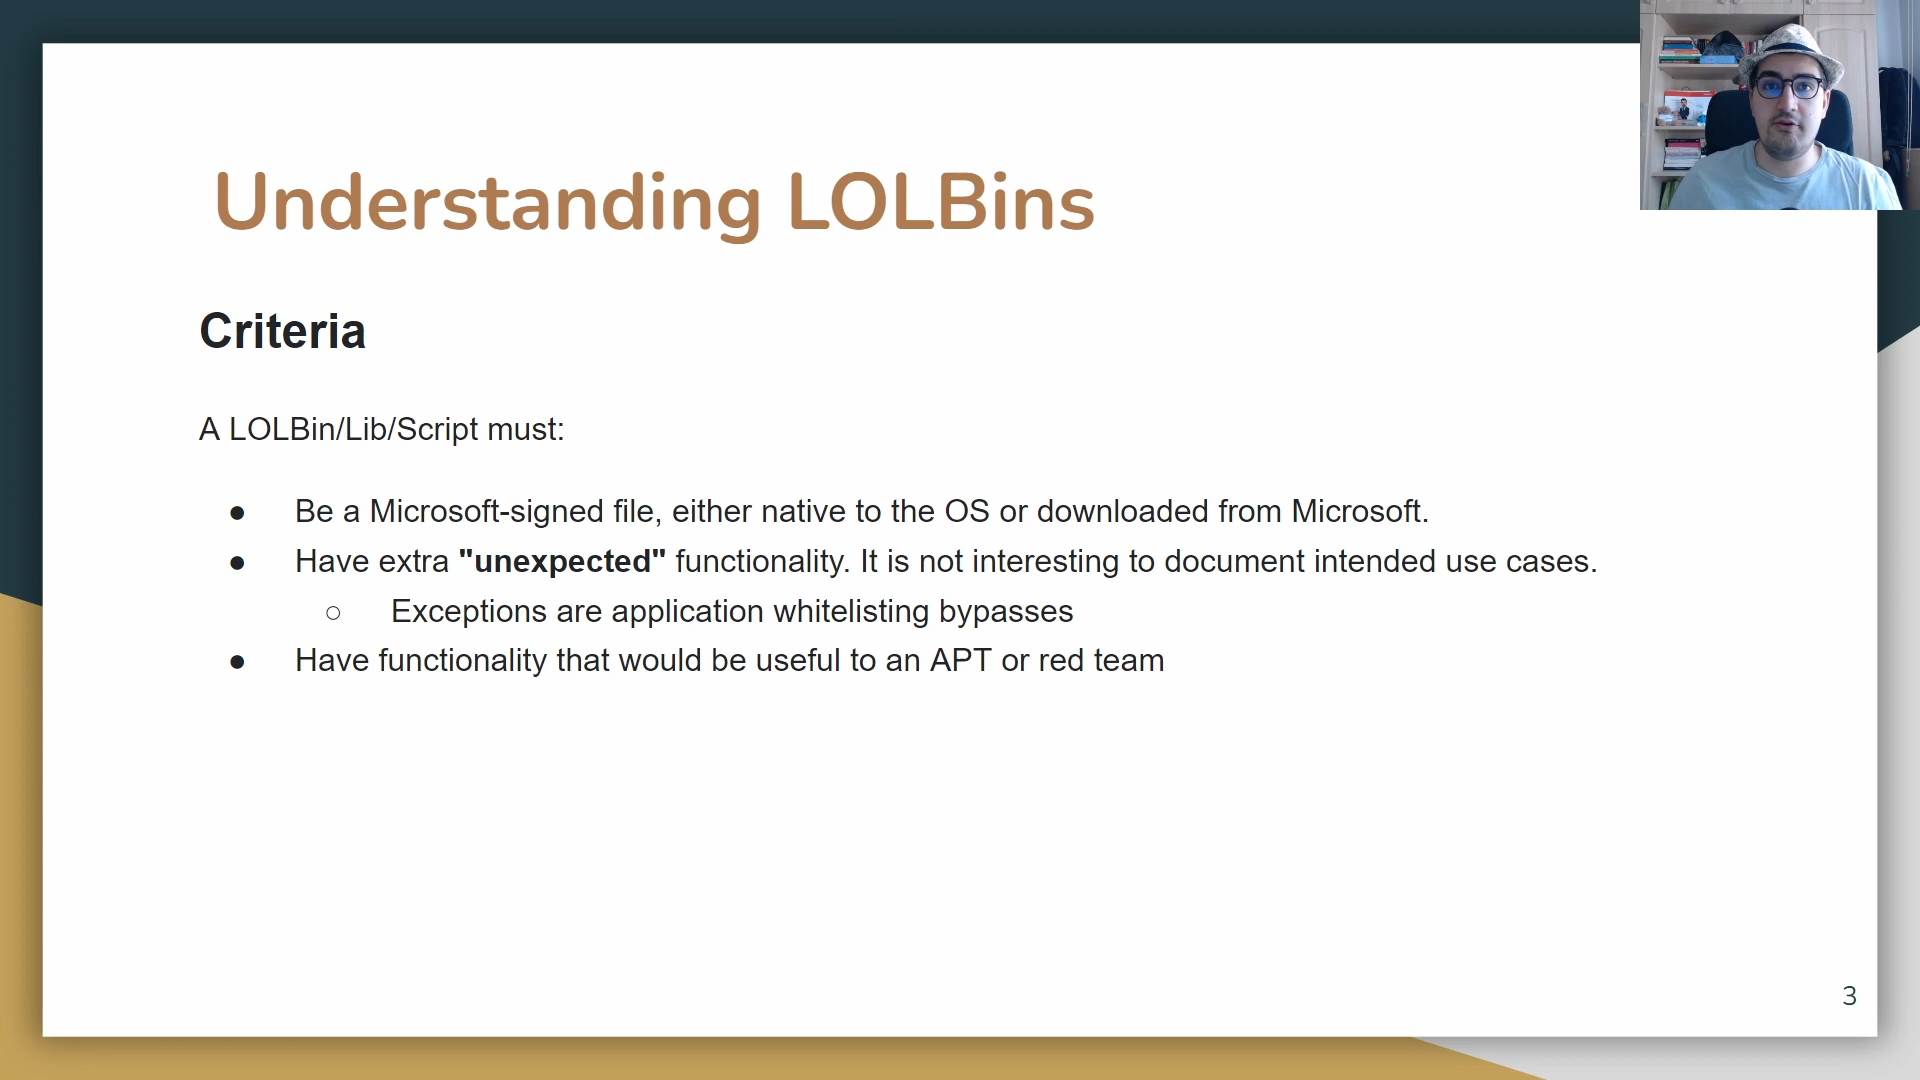 Understanding LOLBins
Criteria
A LOLBin/Lib/Script must:
● Be a Microsoft-signed file, either native to the OS or downloaded from Microsoft.
● Have extra "unexpected" functionality. It is not interesting to document intended use cases.
○ Exceptions are application whitelisting bypasses
● Have functionality that would be useful to an APT or red team
3